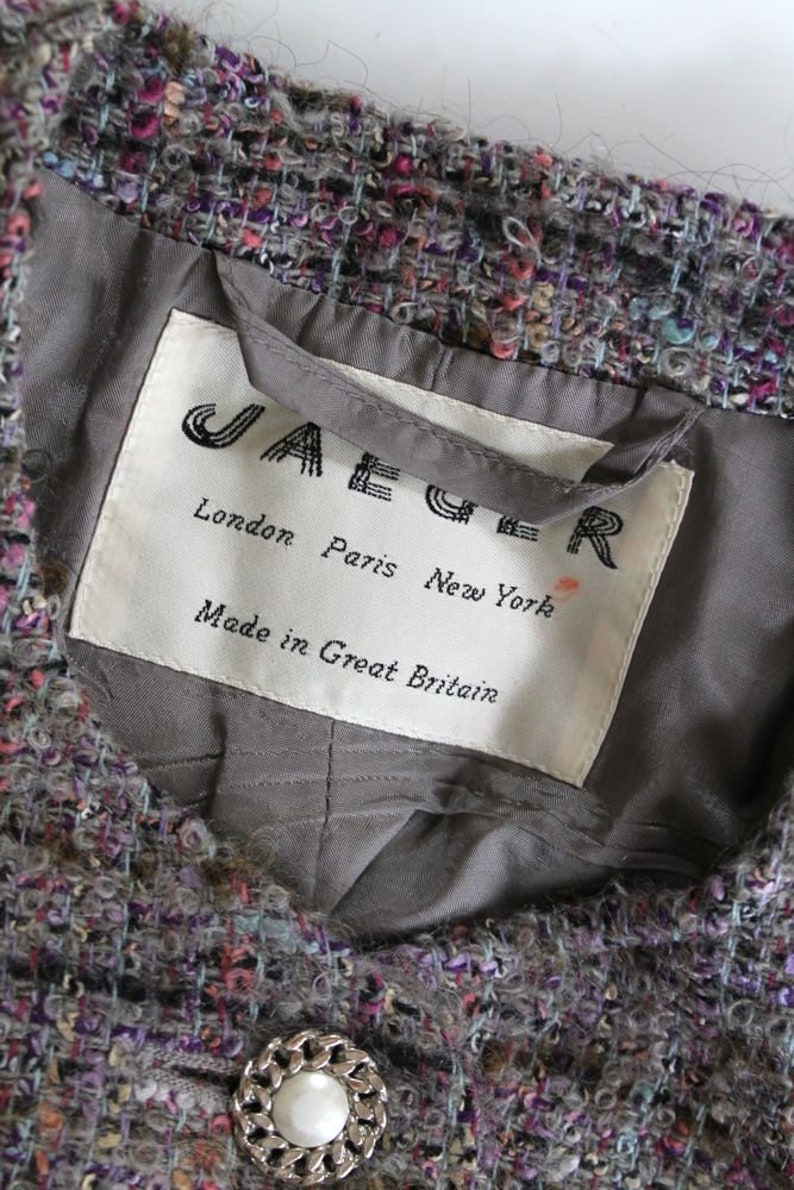 JAEGER
London Paris New York
Made in Great Britain